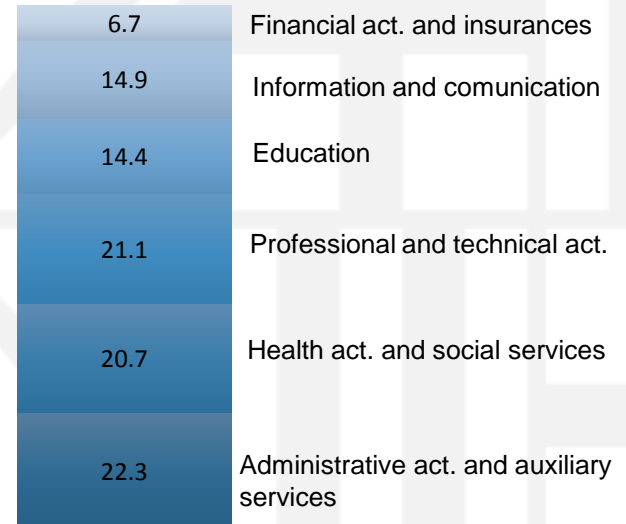 6.7 Financial act. and insurances
14.9 Information and comunication
14.4 Education
21.1 Professional and technical act.
20.7 Health act. and social services
22.3 Administrative act. and auxiliary
services